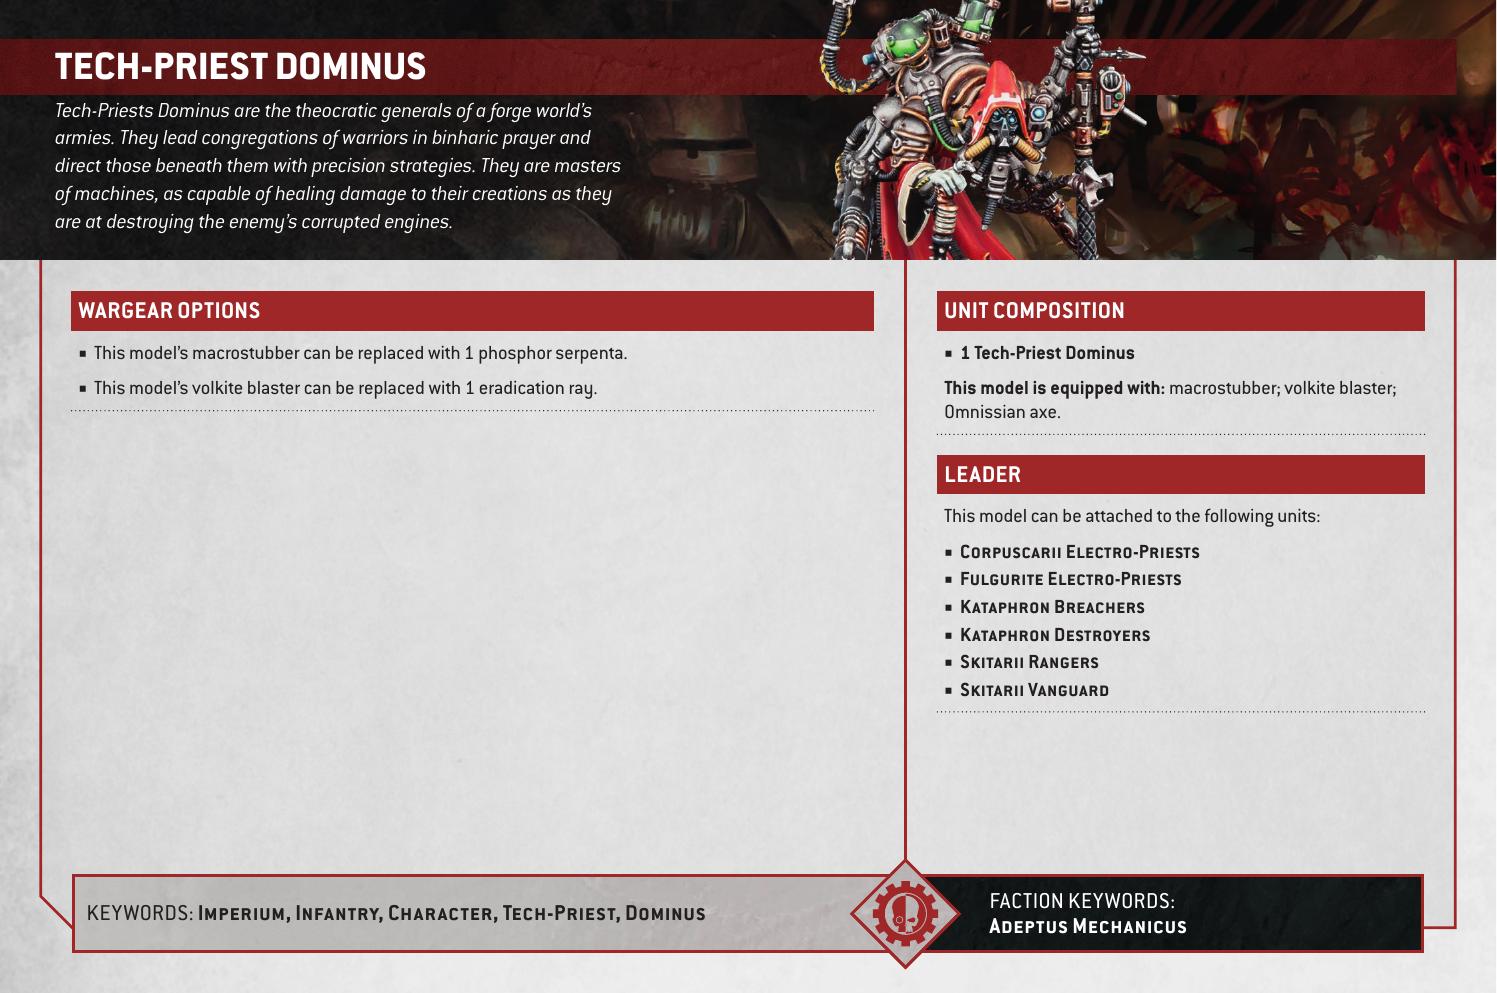 TECH-PRIEST DOMINUS
Tech-Priests Dominus are the theocratic generals of a forge world's
armies. They lead congregations of warriors in binharic prayer and
direct those beneath them with precision strategies. They are masters
of machines, as capable of healing damage to their creations as they
are at destroying the enemy's corrupted engines.
WARGEAR OPTIONS
■ This model's macrostubber can be replaced with 1 phosphor serpenta.
■ This model's volkite blaster can be replaced with 1 eradication ray.
UNIT COMPOSITION
■ 1 Tech-Priest Dominus
This model is equipped with: macrostubber; volkite blaster;
Omnissian axe.
LEADER
This model can be attached to the following units:
■ Corpuscarii Electro-Priests
■ Fulgurite Electro-Priests
■ Kataphron Breachers
■ Kataphron Destroyers
■ Skitarii Rangers
■ Skitarii Vanguard
KEYWORDS: Imperium, Infantry, Character, Tech-Priest, Dominus
FACTION KEYWORDS:
Adeptus Mechanicus